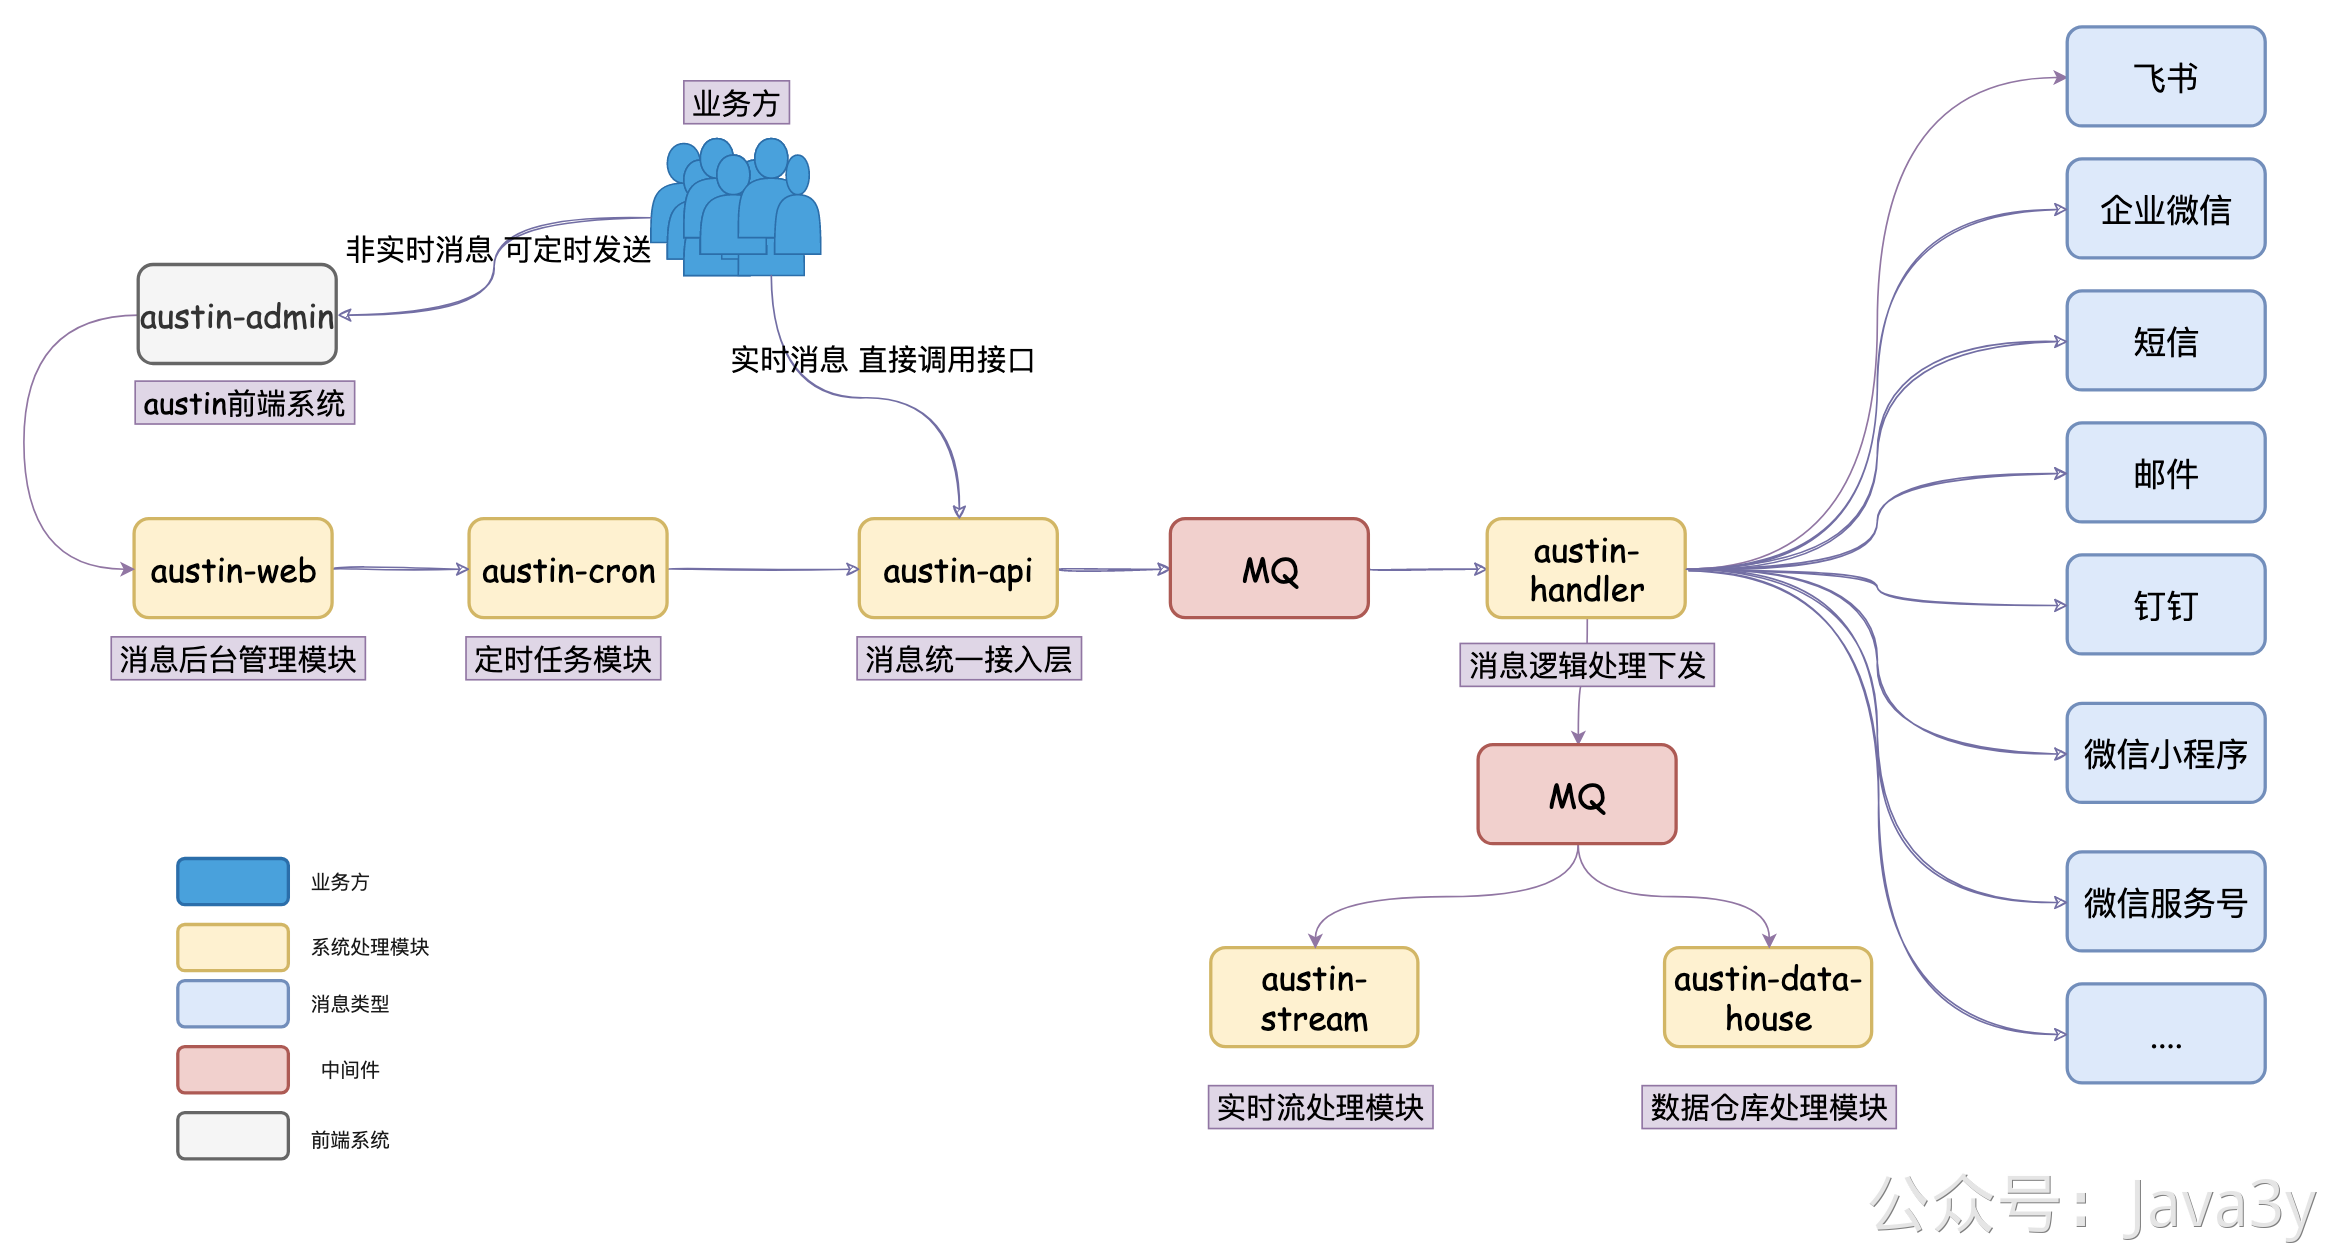 业务方
非实时消息 可定时发送
austin-admin
austin前端系统
实时消息 直接调用接口
austin-web
消息后台管理模块
austin-cron
定时任务模块
austin-api
消息统一接入层
MQ
austin-
handler
消息逻辑处理下发
MQ
austin-
stream
实时流处理模块
austin-data-
house
数据仓库处理模块
飞书
企业微信
短信
邮件
钉钉
微信小程序
微信服务号
....
业务方
系统处理模块
消息类型
中间件
前端系统
公众号：Java3y